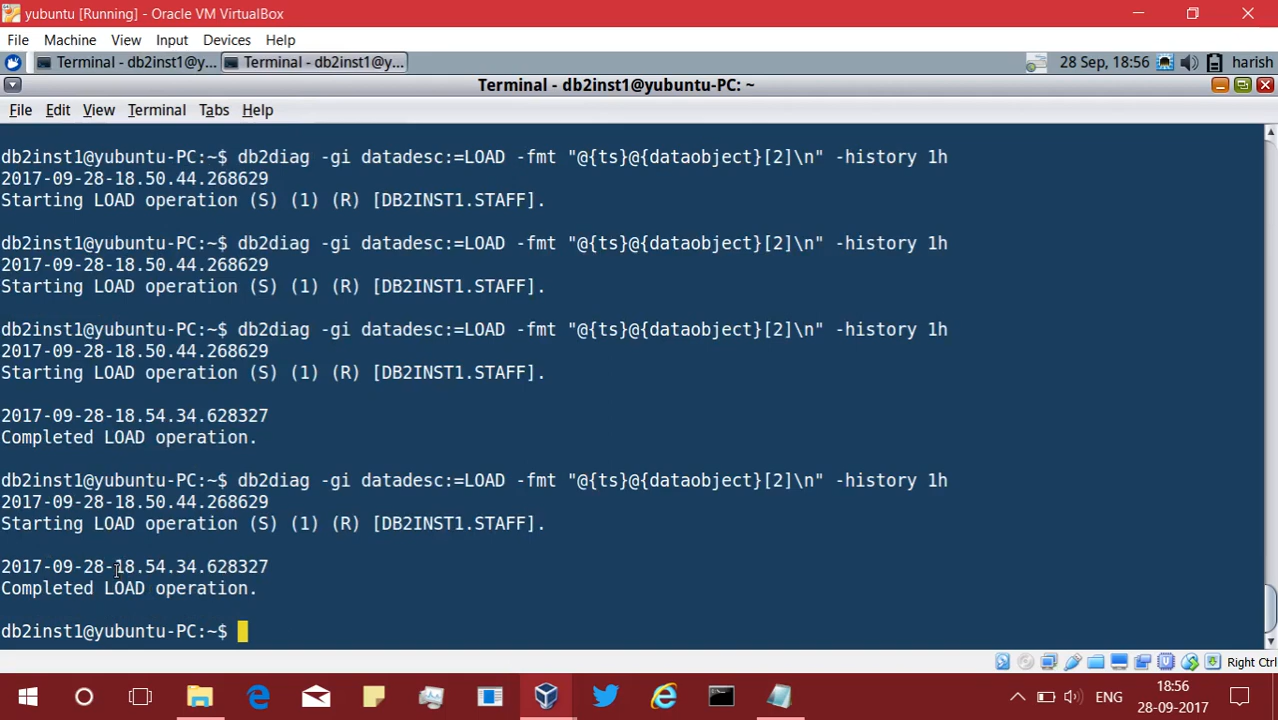 yubuntu [Running] - Oracle VM VirtualBox
File Machine View Input Devices Help
Terminal - db2inst1@y... Terminal - db2inst1@y... 28 Sep, 18:56 harish
Terminal - db2inst1@yubuntu-PC: ~
File Edit View Terminal Tabs Help
db2inst1@yubuntu-PC:~$ db2diag -gi datadesc:=LOAD -fmt "@{ts}@{dataobject}[2]\n" -history 1h
2017-09-28-18.50.44.268629
Starting LOAD operation (S) (1) (R) [DB2INST1.STAFF].
db2inst1@yubuntu-PC:~$ db2diag -gi datadesc:=LOAD -fmt "@{ts}@{dataobject}[2]\n" -history 1h
2017-09-28-18.50.44.268629
Starting LOAD operation (S) (1) (R) [DB2INST1.STAFF].
db2inst1@yubuntu-PC:~$ db2diag -gi datadesc:=LOAD -fmt "@{ts}@{dataobject}[2]\n" -history 1h
2017-09-28-18.50.44.268629
Starting LOAD operation (S) (1) (R) [DB2INST1.STAFF].
2017-09-28-18.54.34.628327
Completed LOAD operation.
db2inst1@yubuntu-PC:~$ db2diag -gi datadesc:=LOAD -fmt "@{ts}@{dataobject}[2]\n" -history 1h
2017-09-28-18.50.44.268629
Starting LOAD operation (S) (1) (R) [DB2INST1.STAFF].
2017-09-28-18.54.34.628327
Completed LOAD operation.
db2inst1@yubuntu-PC:~$
Right Ctrl
ENG 18:56
28-09-2017